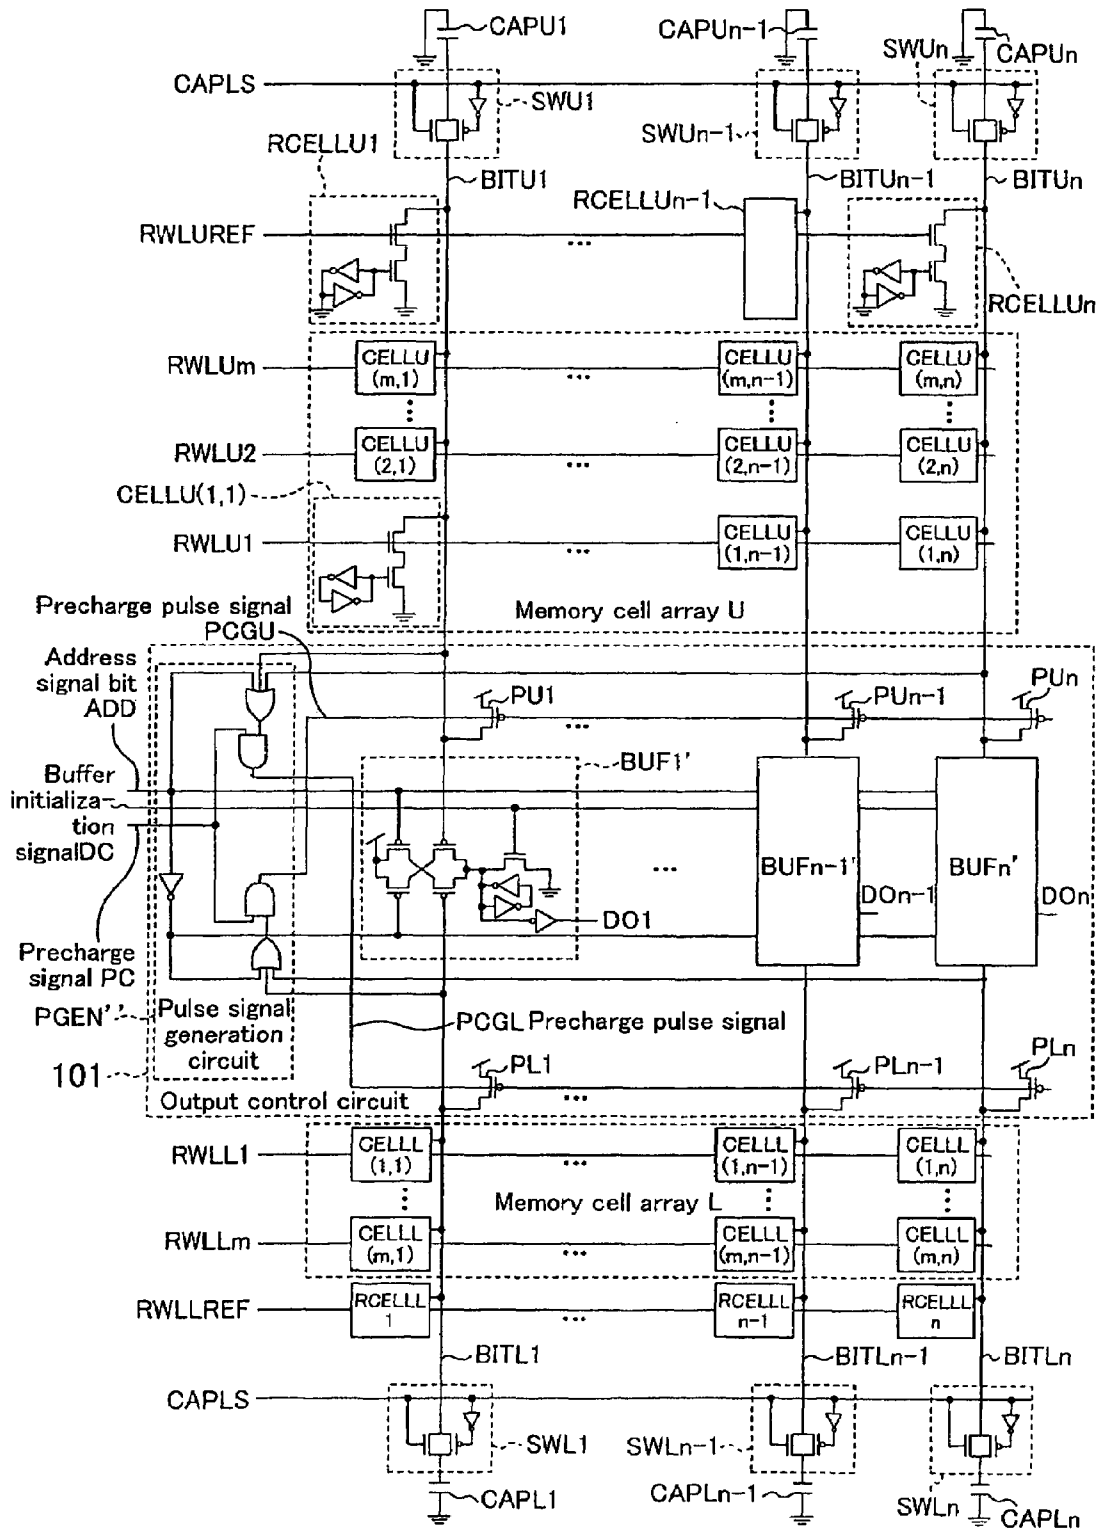 CAPU1
CAPUn-1
SWUn
CAPUn
CAPLS
SWU1
SWUn-1
RCELLU1
BITU1
BITUn-1
BITUn
RCELLUn-1
RWLUREF
...
RCELLUn
RWLUm
CELLU
(m,1)
...
CELLU
(m,n-1)
CELLU
(m,n)
RWLU2
CELLU
(2,1)
...
CELLU
(2,n-1)
CELLU
(2,n)
CELLU(1,1)
RWLU1
...
CELLU
(1,n-1)
CELLU
(1,n)
Precharge pulse signal
PCGU
Memory cell array U
Address
signal bit
ADD
PU1
...
PUn-1
PUn
Buffer
initializa-
tion
signalDC
BUF1'
...
BUFn-1'
BUFn'
DO1
DOn-1
DOn
Precharge
signal PC
PGEN''
Pulse signal
generation
circuit
PCGL Precharge pulse signal
101
Output control circuit
PL1
...
PLn-1
PLn
RWLL1
CELLL
(1,1)
...
CELLL
(1,n-1)
CELLL
(1,n)
Memory cell array L
RWLLm
CELLL
(m,1)
...
CELLL
(m,n-1)
CELLL
(m,n)
RWLLREF
RCELLL
1
...
RCELLL
n-1
RCELLL
n
BITL1
BITLn-1
BITLn
CAPLS
SWL1
SWLn-1
SWLn
CAPL1
CAPLn-1
CAPLn